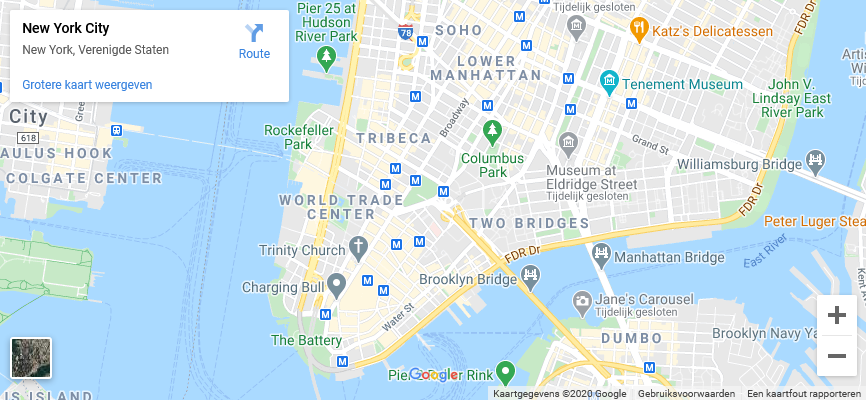 New York City
New York, Verenigde Staten
Route
Grotere kaart weergeven
Pier 25 at
Hudson
River Park
78
SOHO
Tijdelijk gesloten
Katz's Delicatessen
FDR Dr
LOWER
MANHATTAN
Tenement Museum
John V.
Lindsay East
River Park
City
618
AULUS HOOK
COLGATE CENTER
Rockefeller
Park
TRIBECA
Broadway
Columbus
Park
Grand St
Museum at
Eldridge Street
Tijdelijk gesloten
Williamsburg Bridge
FDR Dr
WORLD TRADE
CENTER
TWO BRIDGES
Peter Luger Stea
Trinity Church
FDR Dr
East River
Manhattan Bridge
Charging Bull
Brooklyn Bridge
Water St
Jane's Carousel
Tijdelijk gesloten
Kent A
The Battery
DUMBO
Brooklyn Navy Ya
Google
IS ISLAND
Kaartgegevens ©2020 Google
Gebruiksvoorwaarden
Een kaartfout rapporteren